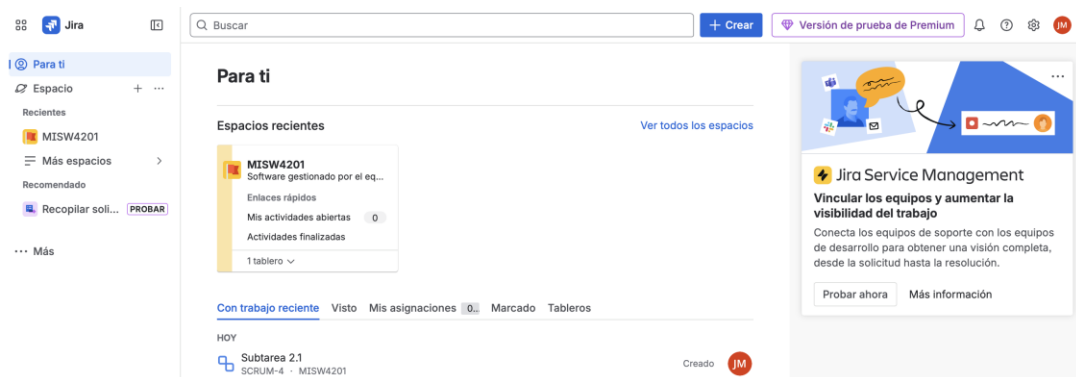 Jira
Buscar
Crear
Versión de prueba de Premium
JM
Para ti
Espacio
Recientes
MISW4201
Más espacios
Recomendado
Recopilar soli... PROBAR
Más
Para ti
Espacios recientes
Ver todos los espacios
MISW4201
Software gestionado por el eq...
Enlaces rápidos
Mis actividades abiertas 0
Actividades finalizadas
1 tablero
Con trabajo reciente Visto Mis asignaciones 0.. Marcado Tableros
HOY
Subtarea 2.1
SCRUM-4 · MISW4201
Creado JM
Jira Service Management
Vincular los equipos y aumentar la
visibilidad del trabajo
Conecta los equipos de soporte con los equipos
de desarrollo para obtener una visión completa,
desde la solicitud hasta la resolución.
Probar ahora Más información